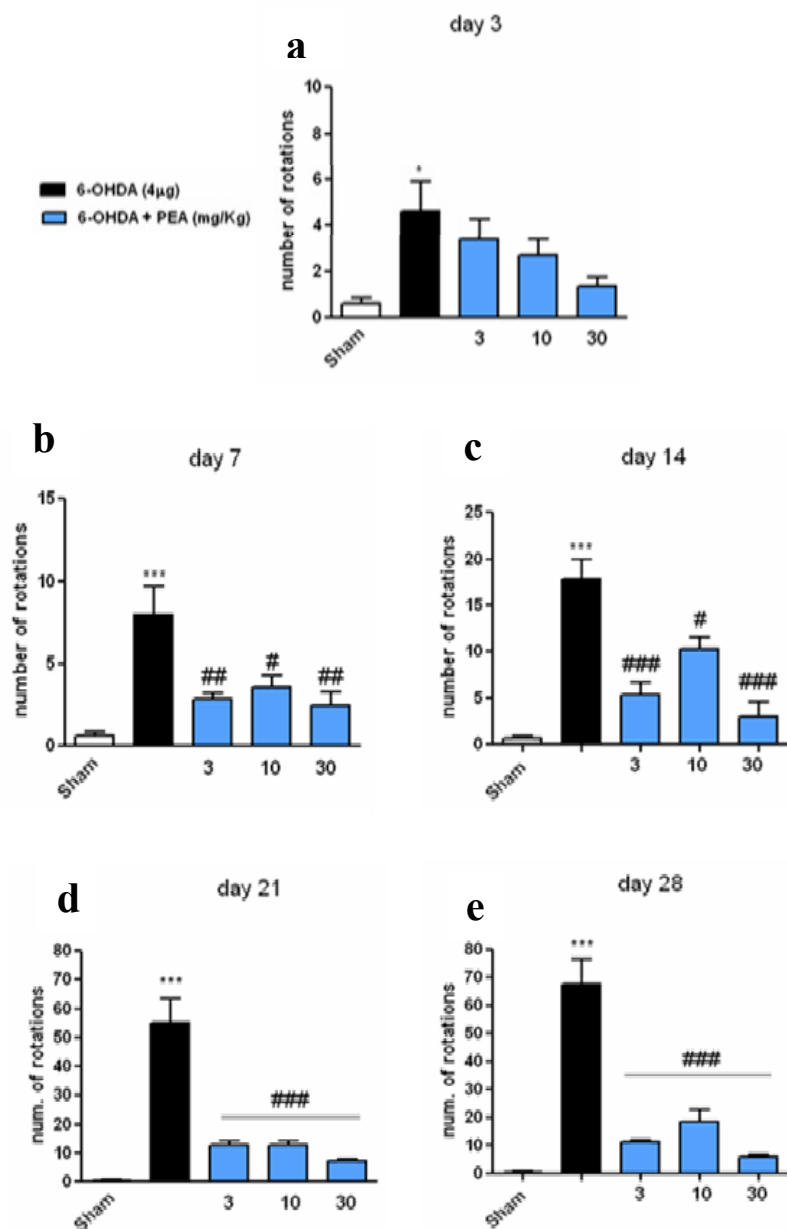 a
day 3
10
8
6
4
2
0
number of rotations
*
Sham
3
10
30
6-OHDA (4µg)
6-OHDA + PEA (mg/Kg)
b
day 7
15
10
5
0
number of rotations
***
##
#
##
Sham
3
10
30
c
day 14
25
20
15
10
5
0
number of rotations
***
###
#
###
Sham
3
10
30
d
day 21
80
70
60
50
40
30
20
10
0
num. of rotations
***
###
Sham
3
10
30
e
day 28
80
70
60
50
40
30
20
10
0
num. of rotations
***
###
Sham
3
10
30